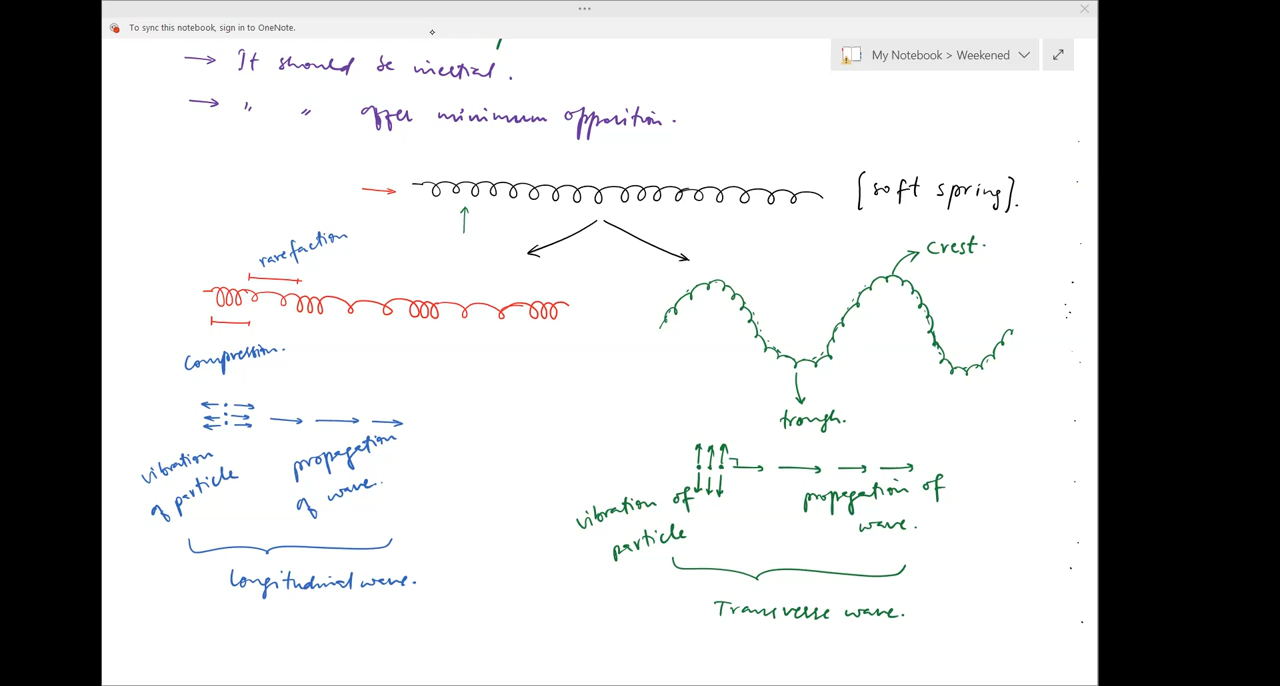 To sync this notebook, sign in to OneNote.
My Notebook > Weekened
→ It should be inertial.
→ " " offer minimum opposition.
[soft spring].
rarefaction
crest.
compression.
trough.
vibration
of particle
propagation
of wave.
vibration of
particle
propagation of
wave.
Longitudinal wave.
Transverse wave.